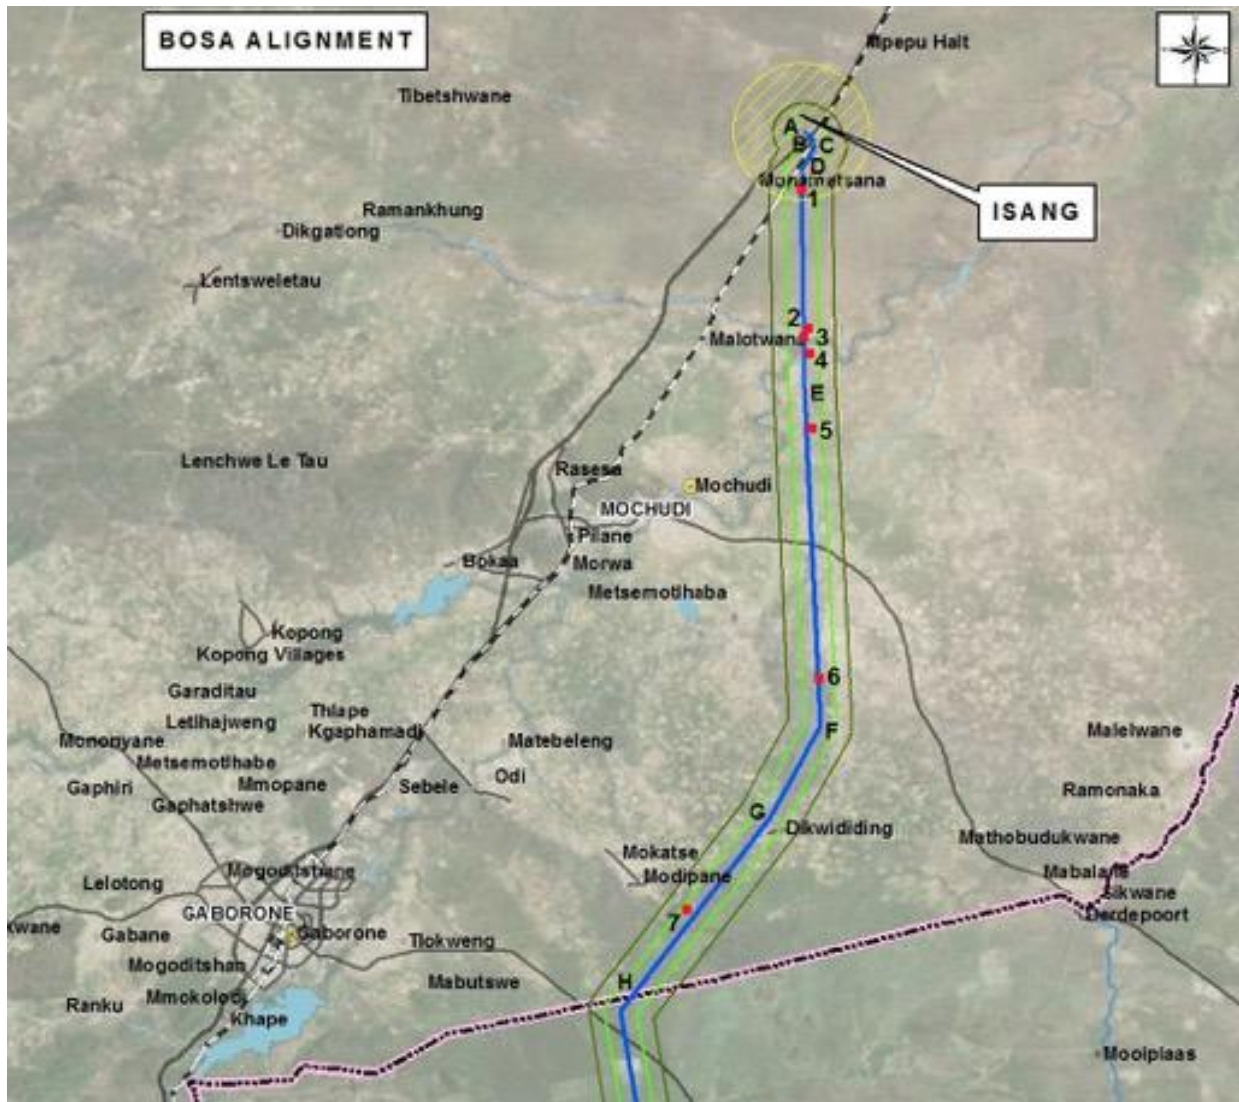 BOSA ALIGNMENT
Mpepu Halt
Tibetshwane
A
B
C
D
Monametsana
1
ISANG
Ramankhung
Dikgatlong
Lentsweletau
2
Malotwana
3
4
E
5
Lenchwe Le Tau
Rasesa
Mochudi
MOCHUDI
Pilane
Bokaa
Morwa
Metsemotlhaba
Kopong
Kopong Villages
6
Garaditau
Letlhajweng
Thlape
Kgaphamadi
F
Mononyane
Matebeleng
Malelwane
Metsemotlhabe
Gaphiri
Mmopane
Sebele
Odi
Gaphatshwe
Ramonaka
G
Dikwididing
Mathobudukwane
Mokatse
Modipane
Mogoditshane
Lelotong
Mabalane
Sikwane
Derdepoort
GABORONE
7
Gabane
Gaborone
Tlokweng
Mogoditshan
Mabutswe
H
Ranku
Mmokolodi
Khape
Mooiplaas